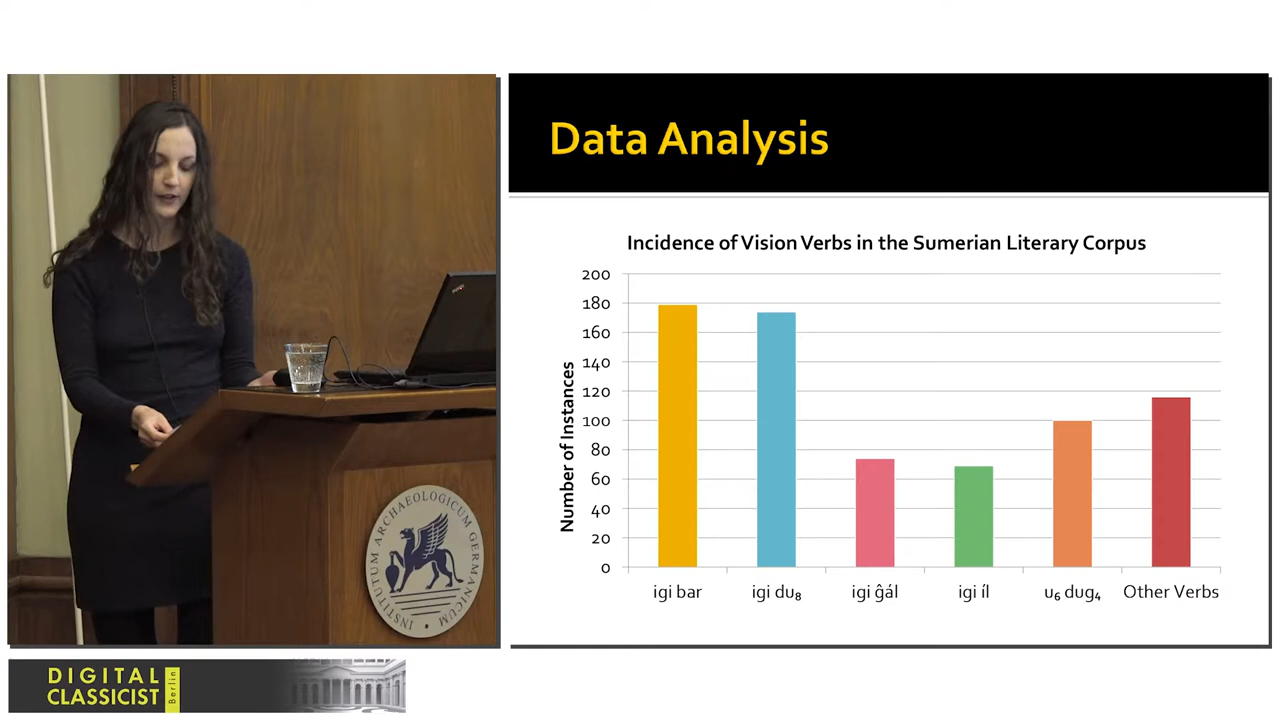 Data Analysis
Incidence of Vision Verbs in the Sumerian Literary Corpus
Number of Instances
200
180
160
140
120
100
80
60
40
20
0
igi bar
igi du₈
igi ĝál
igi íl
u₆ dug₄
Other Verbs
INSTITUTUM ARCHAEOLOGICUM GERMANICUM
DIGITAL
CLASSICIST
Berlin